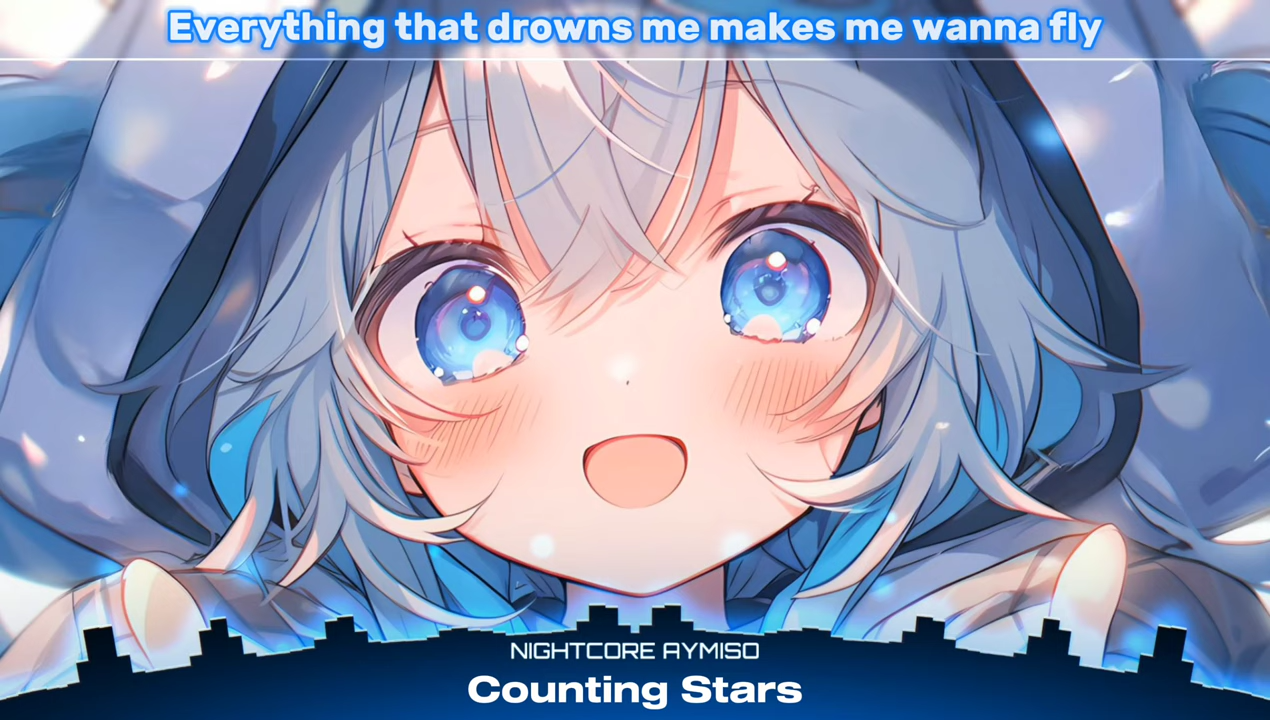 Everything that drowns me makes me wanna fly
NIGHTCORE AYMISO
Counting Stars